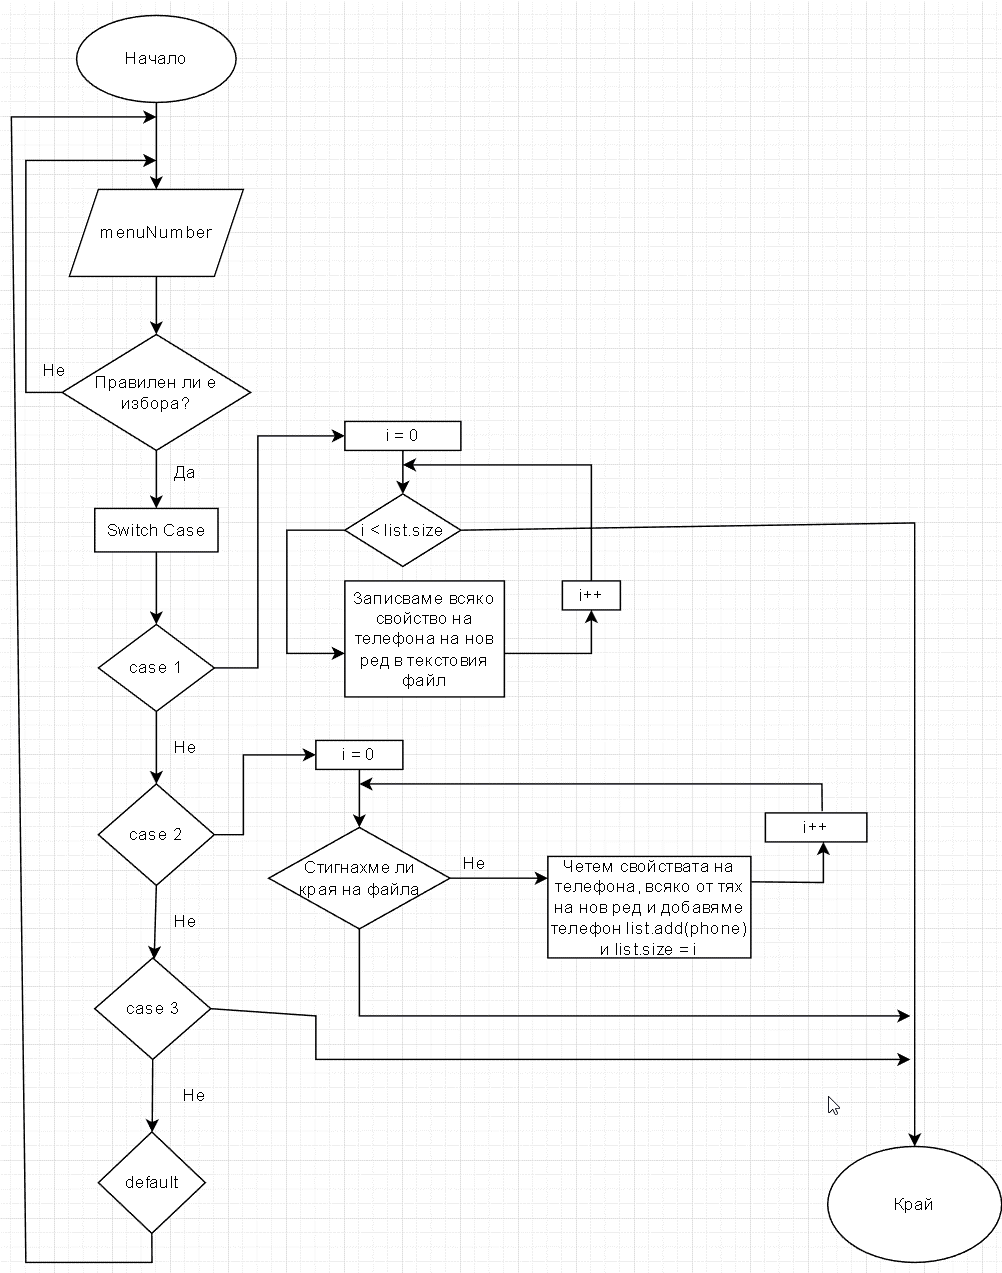 Начало
menuNumber
Не
Правилен ли е
избора?
Да
Switch Case
case 1
Не
i = 0
i < list.size
Записваме всяко
свойство на
телефона на нов
ред в текстовия
файл
i++
case 2
Не
i = 0
Стигнахме ли
края на файла
Не
Четем свойствата на
телефона, всяко от тях
на нов ред и добавяме
телефон list.add(phone)
и list.size = i
i++
case 3
Не
default
Край